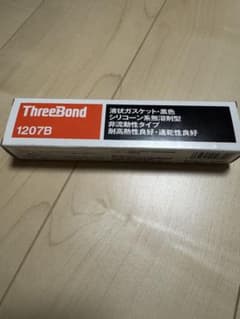 ThreeBond
1207B
液状ガスケット・黒色
シリコーン系無溶剤型
非流動性タイプ
耐高熱性良好・速乾性良好